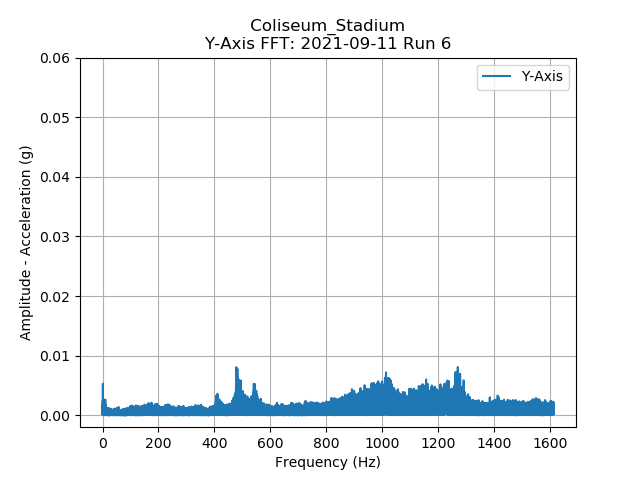 Coliseum_Stadium
Y-Axis FFT: 2021-09-11 Run 6
Y-Axis
0.06
0.05
0.04
0.03
0.02
0.01
0.00
Amplitude - Acceleration (g)
0 200 400 600 800 1000 1200 1400 1600
Frequency (Hz)